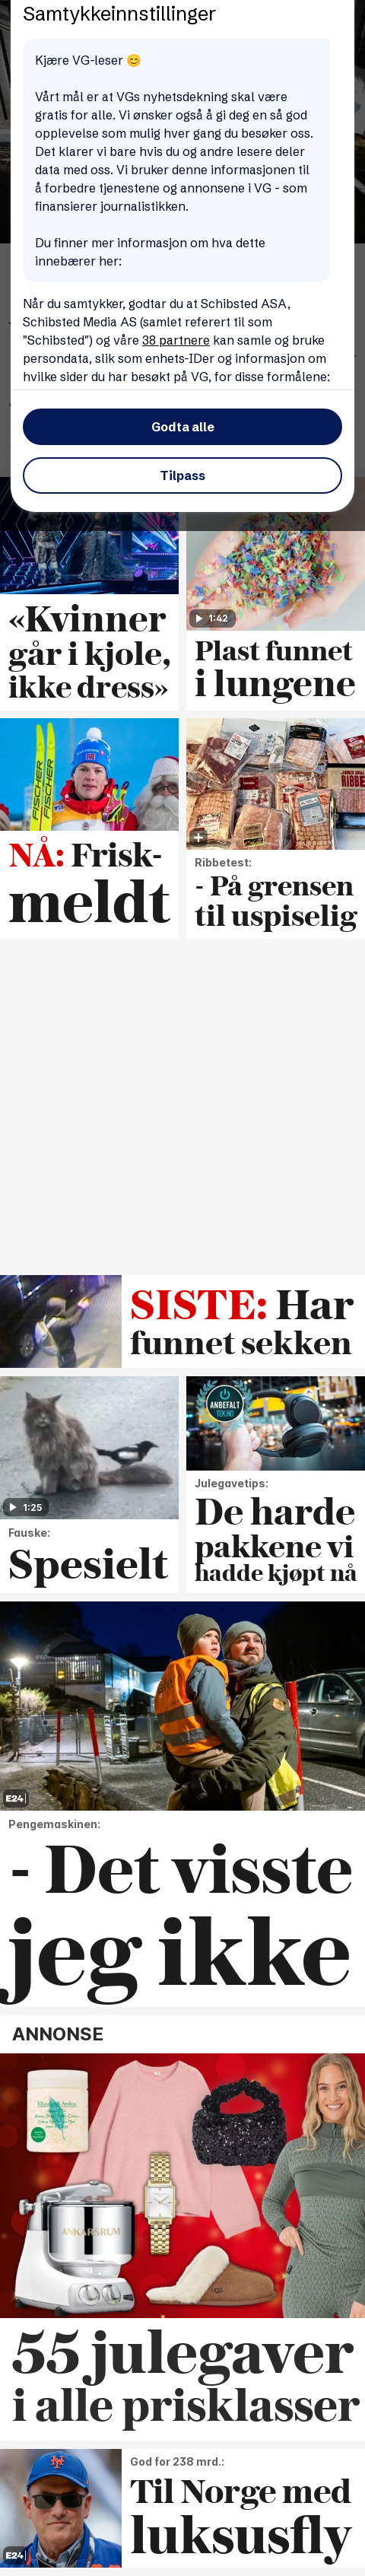 Samtykkeinnstillinger
Kjære VG-leser 😊
Vårt mål er at VGs nyhetsdekning skal være
gratis for alle. Vi ønsker også å gi deg en så god
opplevelse som mulig hver gang du besøker oss.
Det klarer vi bare hvis du og andre lesere deler
data med oss. Vi bruker denne informasjonen til
å forbedre tjenestene og annonsene i VG - som
finansierer journalistikken.
Du finner mer informasjon om hva dette
innebærer her:
Når du samtykker, godtar du at Schibsted ASA,
Schibsted Media AS (samlet referert til som
"Schibsted") og våre 38 partnere kan samle og bruke
persondata, slik som enhets-IDer og informasjon om
hvilke sider du har besøkt på VG, for disse formålene:
Godta alle
Tilpass
«Kvinner
går i kjole,
ikke dress»
1:42
Plast funnet
i lungene
FISCHER
FISCHER
NÅ: Frisk-
meldt
Ribbetest:
- På grensen
til uspiselig
SISTE: Har
funnet sekken
1:25
Fauske:
Spesielt
ANBEFALT
TEK.NO
Julegavetips:
De harde
pakkene vi
hadde kjøpt nå
E24
Pengemaskinen:
- Det visste
jeg ikke
ANNONSE
Elizabeth Arden
ANKARSRUM
UGG
55 julegaver
i alle prisklasser
E24
God for 238 mrd.:
Til Norge med
luksusfly